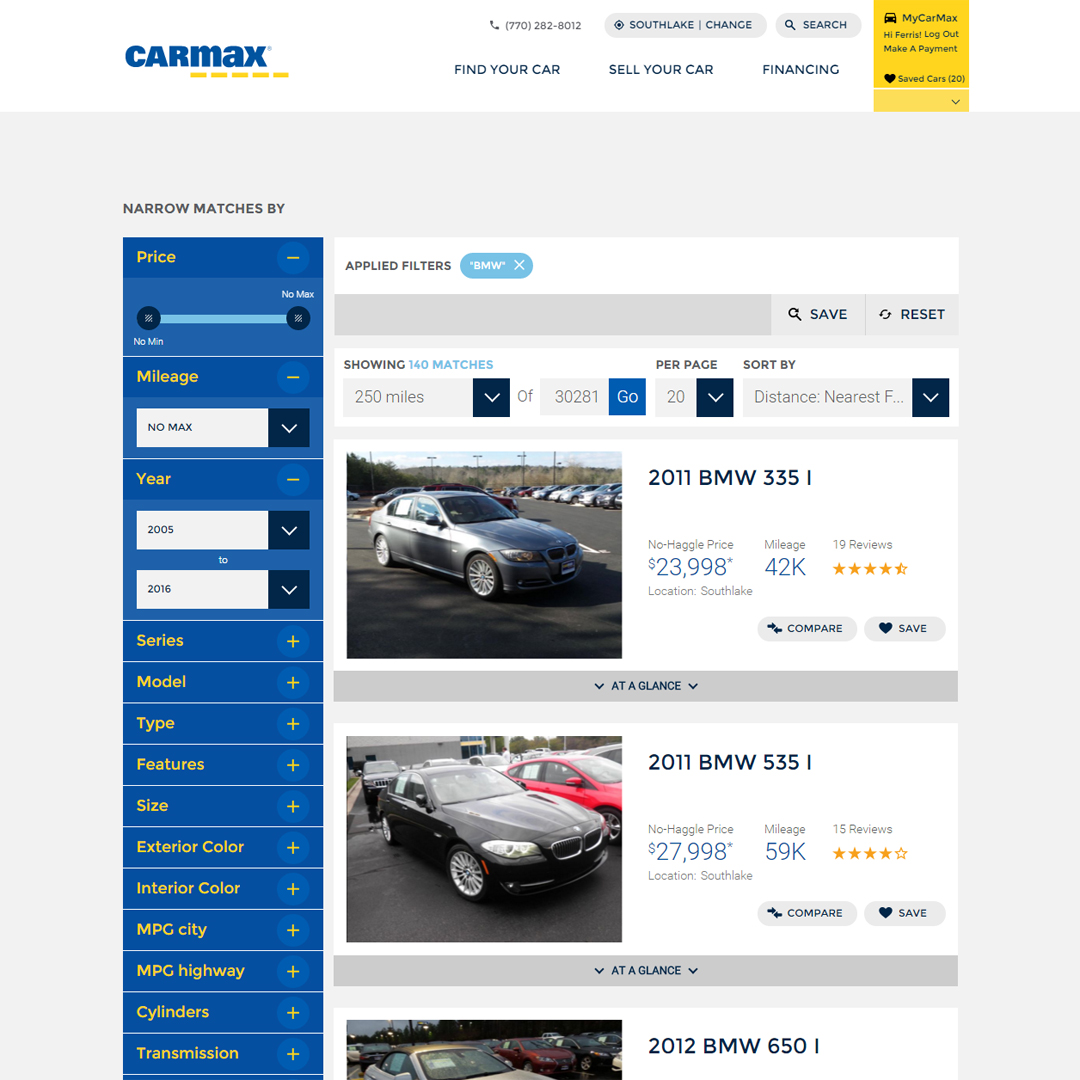 (770) 282-8012
SOUTHLAKE | CHANGE
SEARCH
MyCarMax
Hi Ferris! Log Out
Make A Payment
Saved Cars (20)
CARMAX
FIND YOUR CAR
SELL YOUR CAR
FINANCING
NARROW MATCHES BY
Price
No Max
No Min
Mileage
NO MAX
Year
2005
to
2016
Series
Model
Type
Features
Size
Exterior Color
Interior Color
MPG city
MPG highway
Cylinders
Transmission
APPLIED FILTERS
"BMW"
SAVE
RESET
SHOWING 140 MATCHES
PER PAGE
SORT BY
250 miles
Of
30281
Go
20
Distance: Nearest F...
2011 BMW 335 I
No-Haggle Price
Mileage
19 Reviews
$23,998*
42K
Location: Southlake
COMPARE
SAVE
AT A GLANCE
2011 BMW 535 I
No-Haggle Price
Mileage
15 Reviews
$27,998*
59K
Location: Southlake
COMPARE
SAVE
AT A GLANCE
2012 BMW 650 I